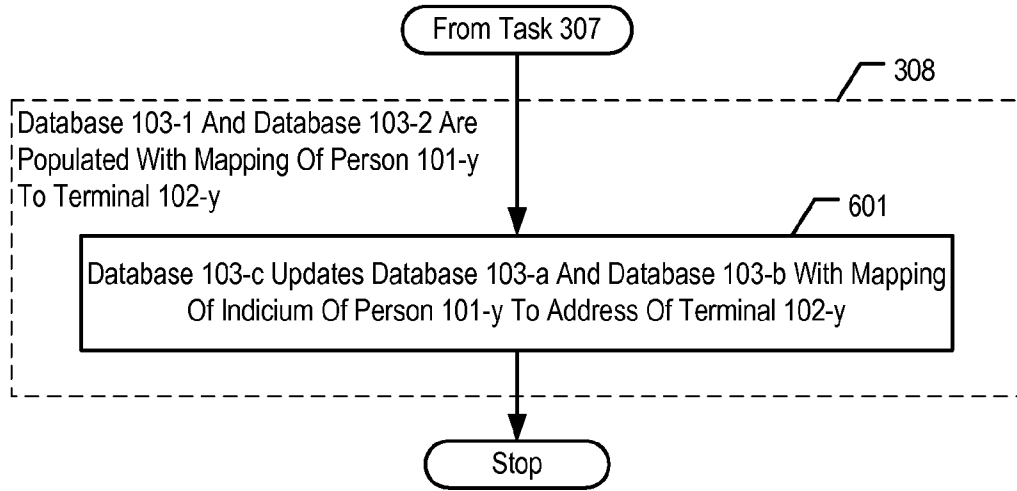 From Task 307
308
Database 103-1 And Database 103-2 Are
Populated With Mapping Of Person 101-y
To Terminal 102-y
601
Database 103-c Updates Database 103-a And Database 103-b With Mapping
Of Indicium Of Person 101-y To Address Of Terminal 102-y
Stop